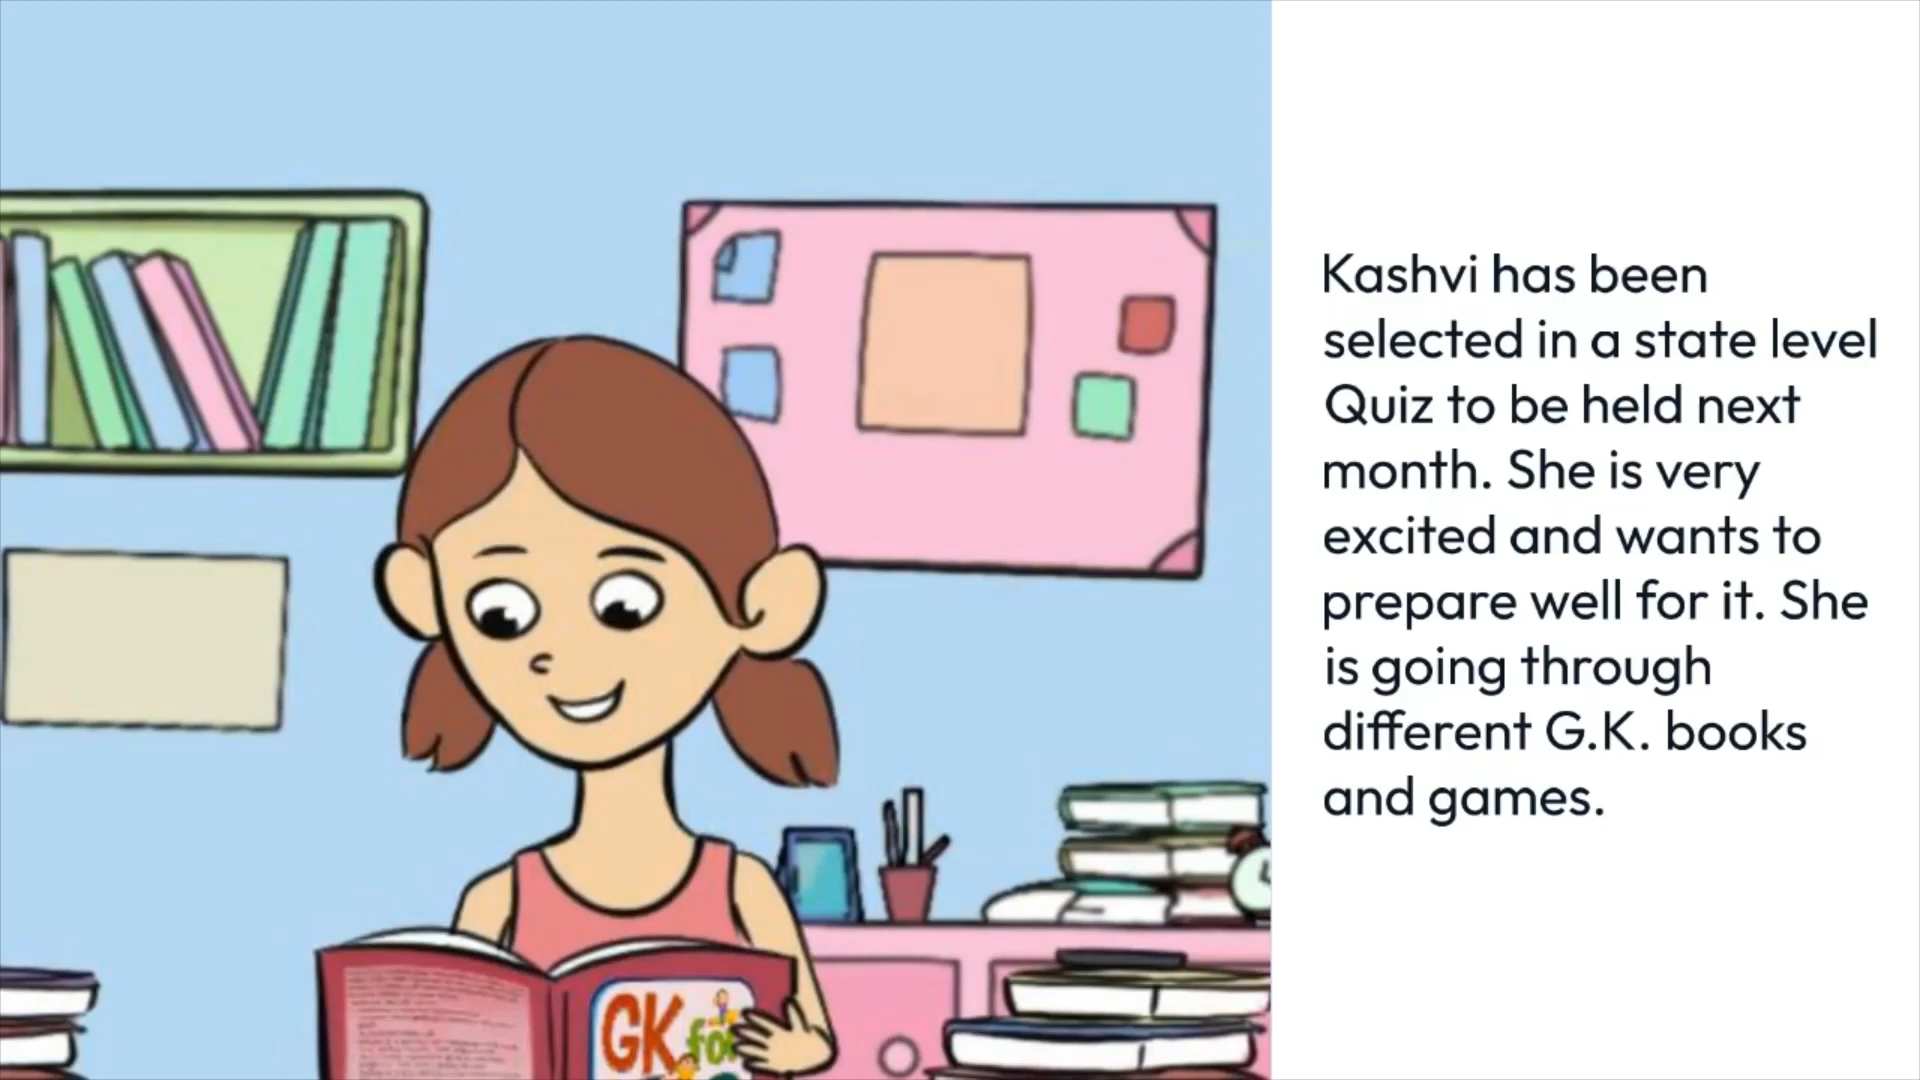 Kashvi has been
selected in a state level
Quiz to be held next
month. She is very
excited and wants to
prepare well for it. She
is going through
different G.K. books
and games.
GK for